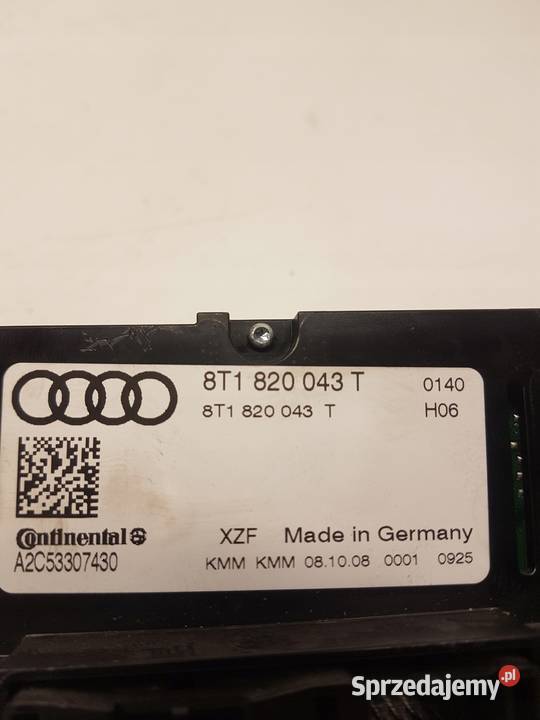 8T1 820 043 T 0140
8T1 820 043 T H06
Continental XZF Made in Germany
A2C53307430 KMM KMM 08.10.08 0001 0925
Sprzedajemy.pl